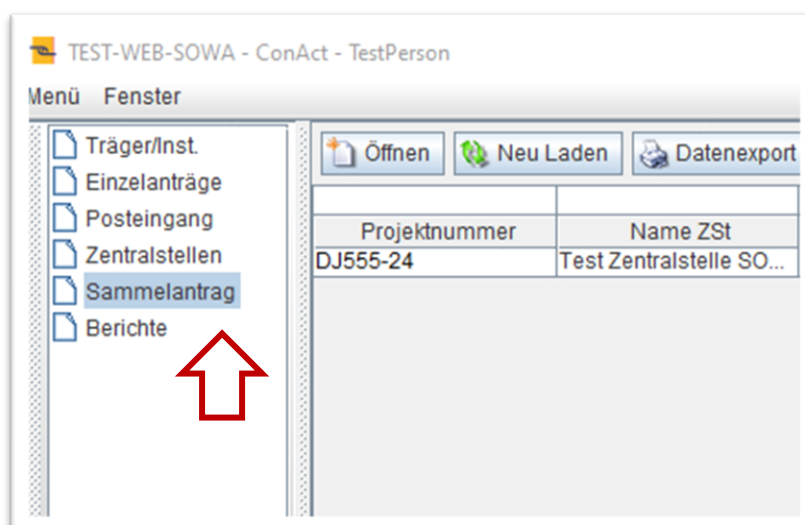 TEST-WEB-SOWA - ConAct - TestPerson
Menü Fenster
Träger/Inst.
Einzelanträge
Posteingang
Zentralstellen
Sammelantrag
Berichte
Öffnen Neu Laden Datenexport
Projektnummer Name ZSt
DJ555-24 Test Zentralstelle SO...